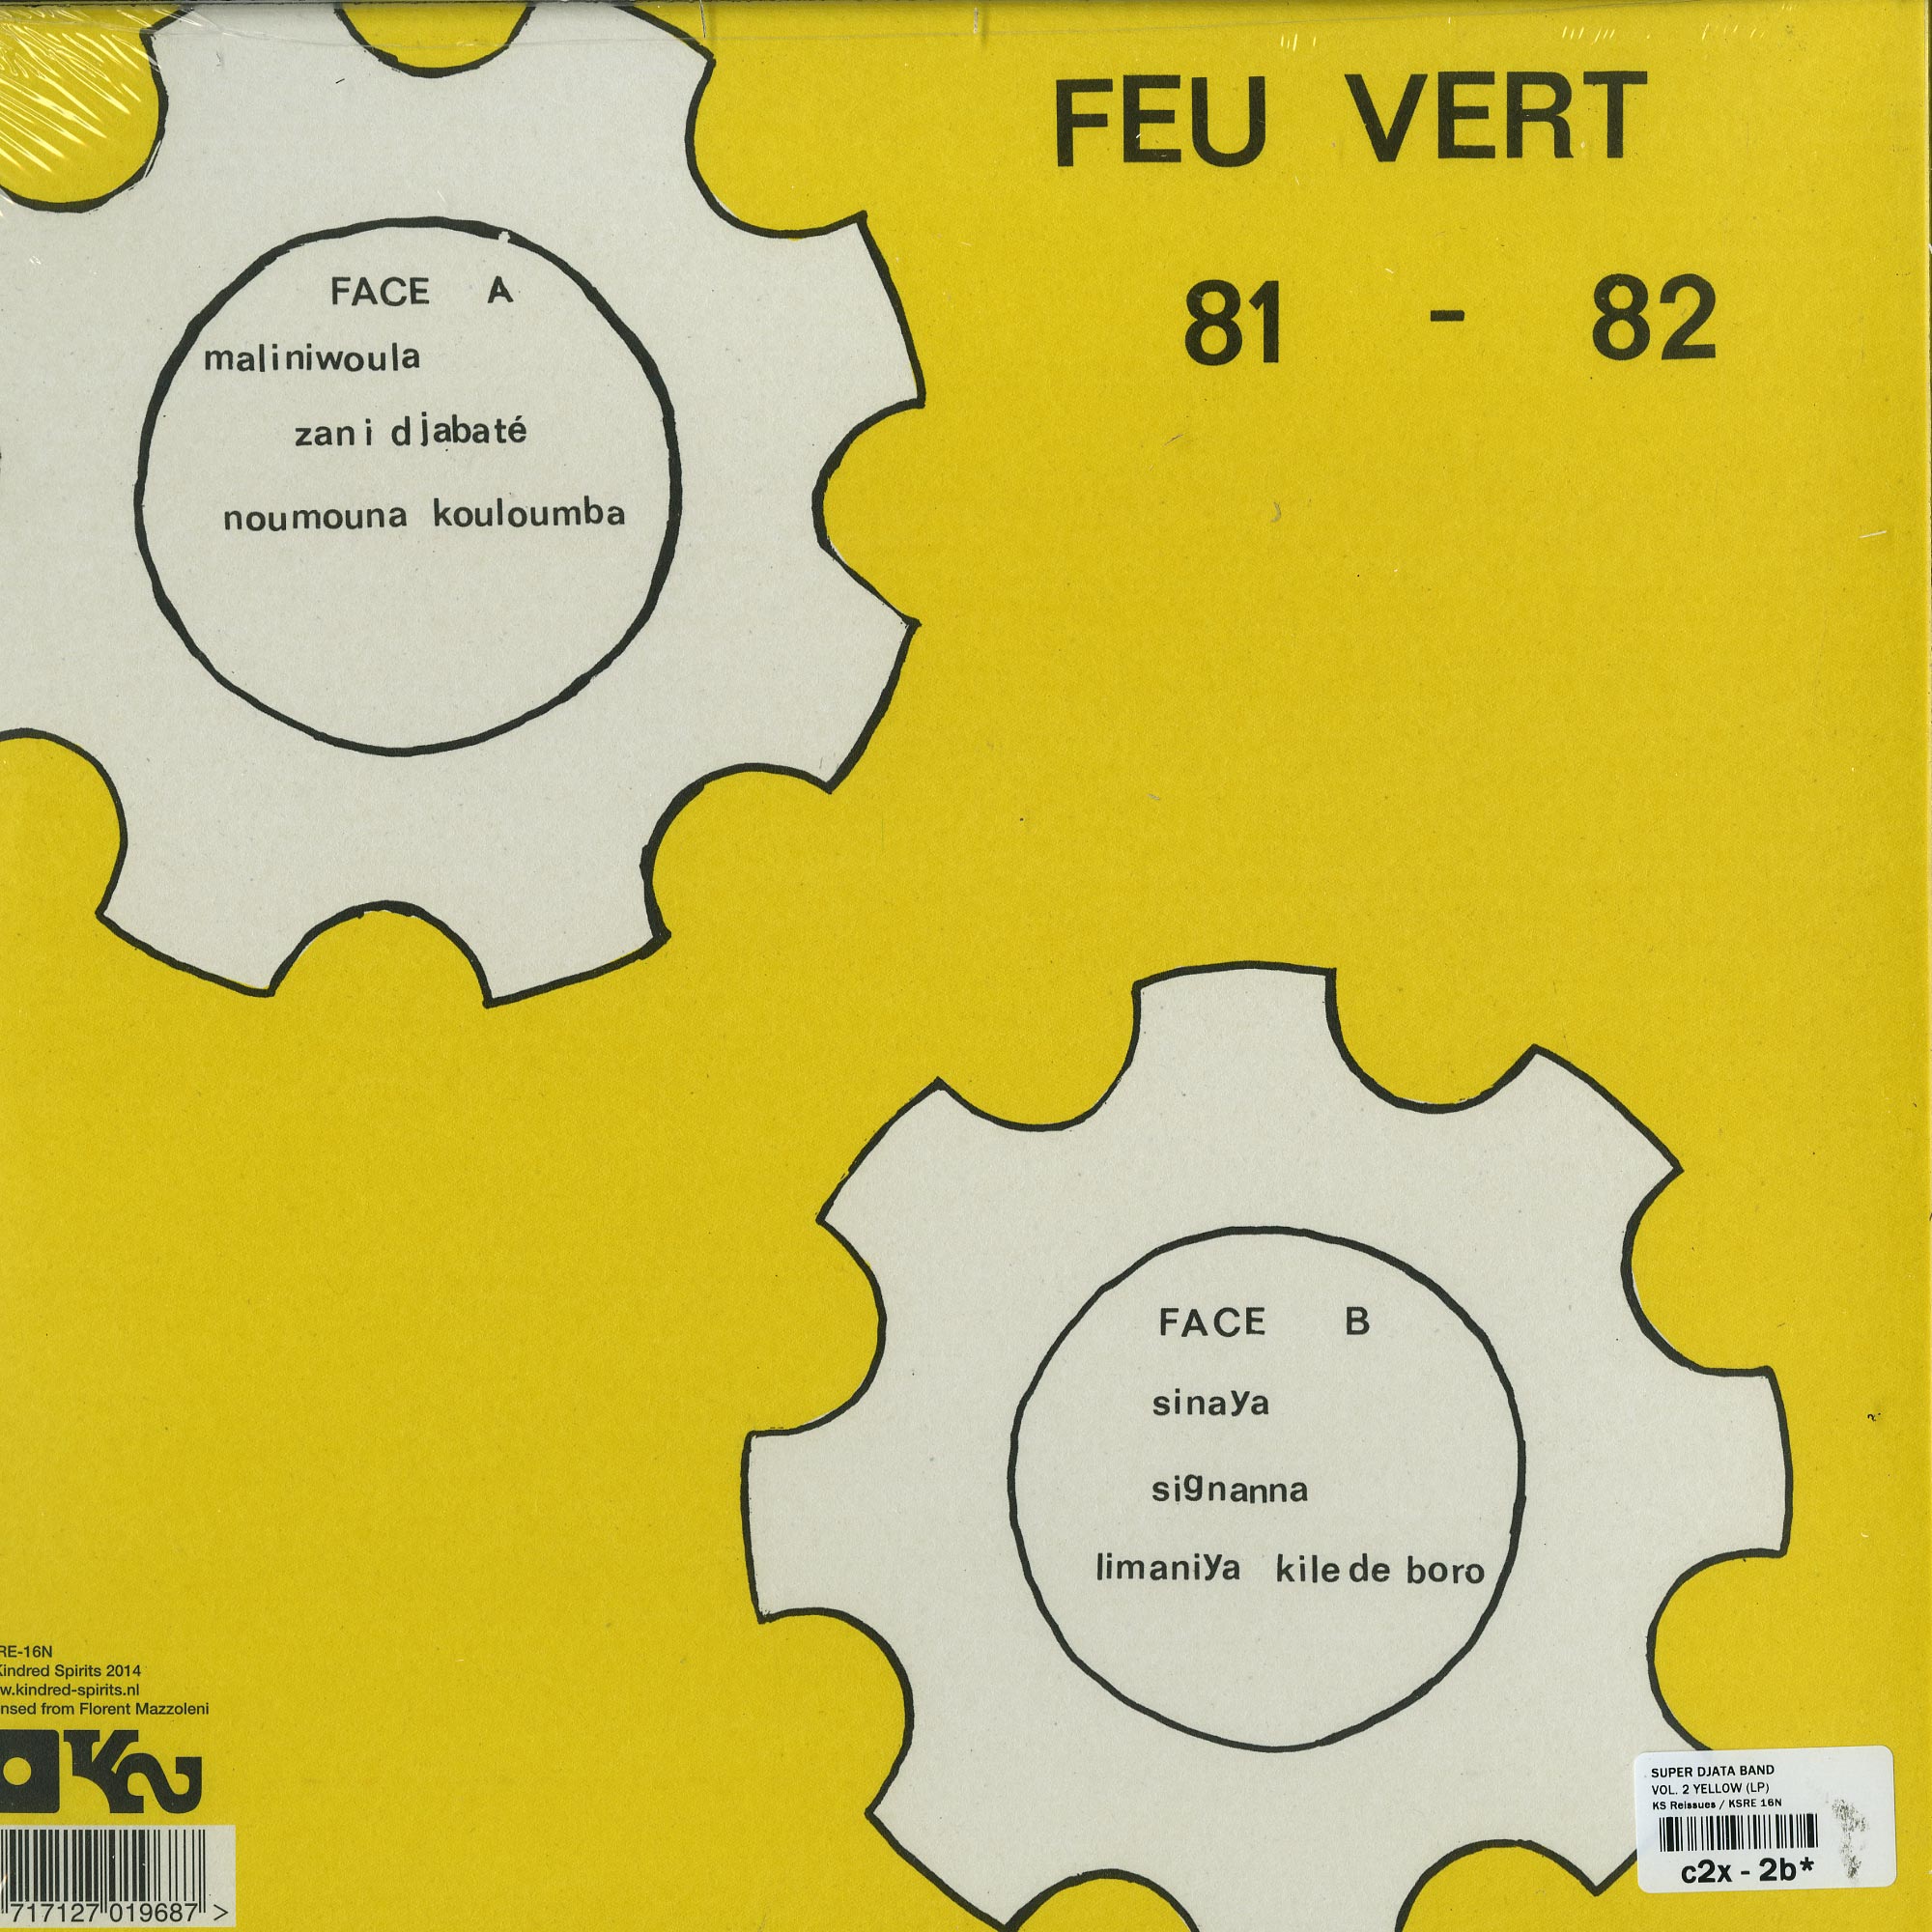 FEU VERT
81 - 82
FACE A
maliniwoula
zani djabaté
noumouna kouloumba
FACE B
sinaya
signanna
limaniya kile de boro
RE-16N
Kindred Spirits 2014
w.kindred-spirits.nl
nsed from Florent Mazzoleni
717127 019687 >
SUPER DJATA BAND
VOL. 2 YELLOW (LP)
KS Reissues / KSRE 16N
c2x - 2b*